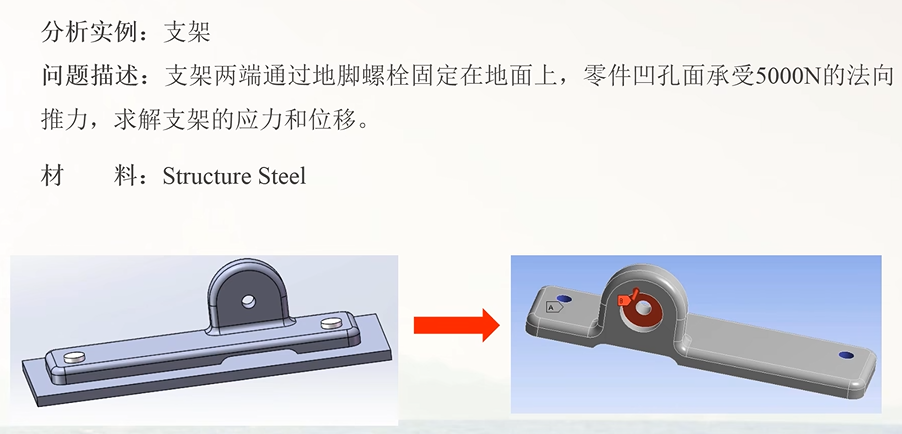 分析实例：支架
问题描述：支架两端通过地脚螺栓固定在地面上，零件凹孔面承受5000N的法向
推力，求解支架的应力和位移。
材 料：Structure Steel
A